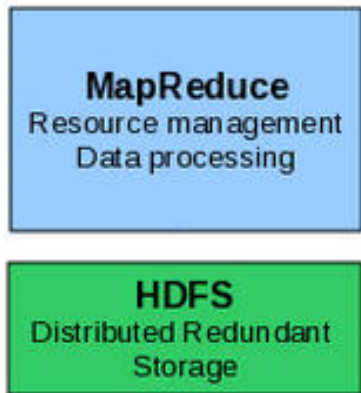 MapReduce
Resource management
Data processing
HDFS
Distributed Redundant
Storage